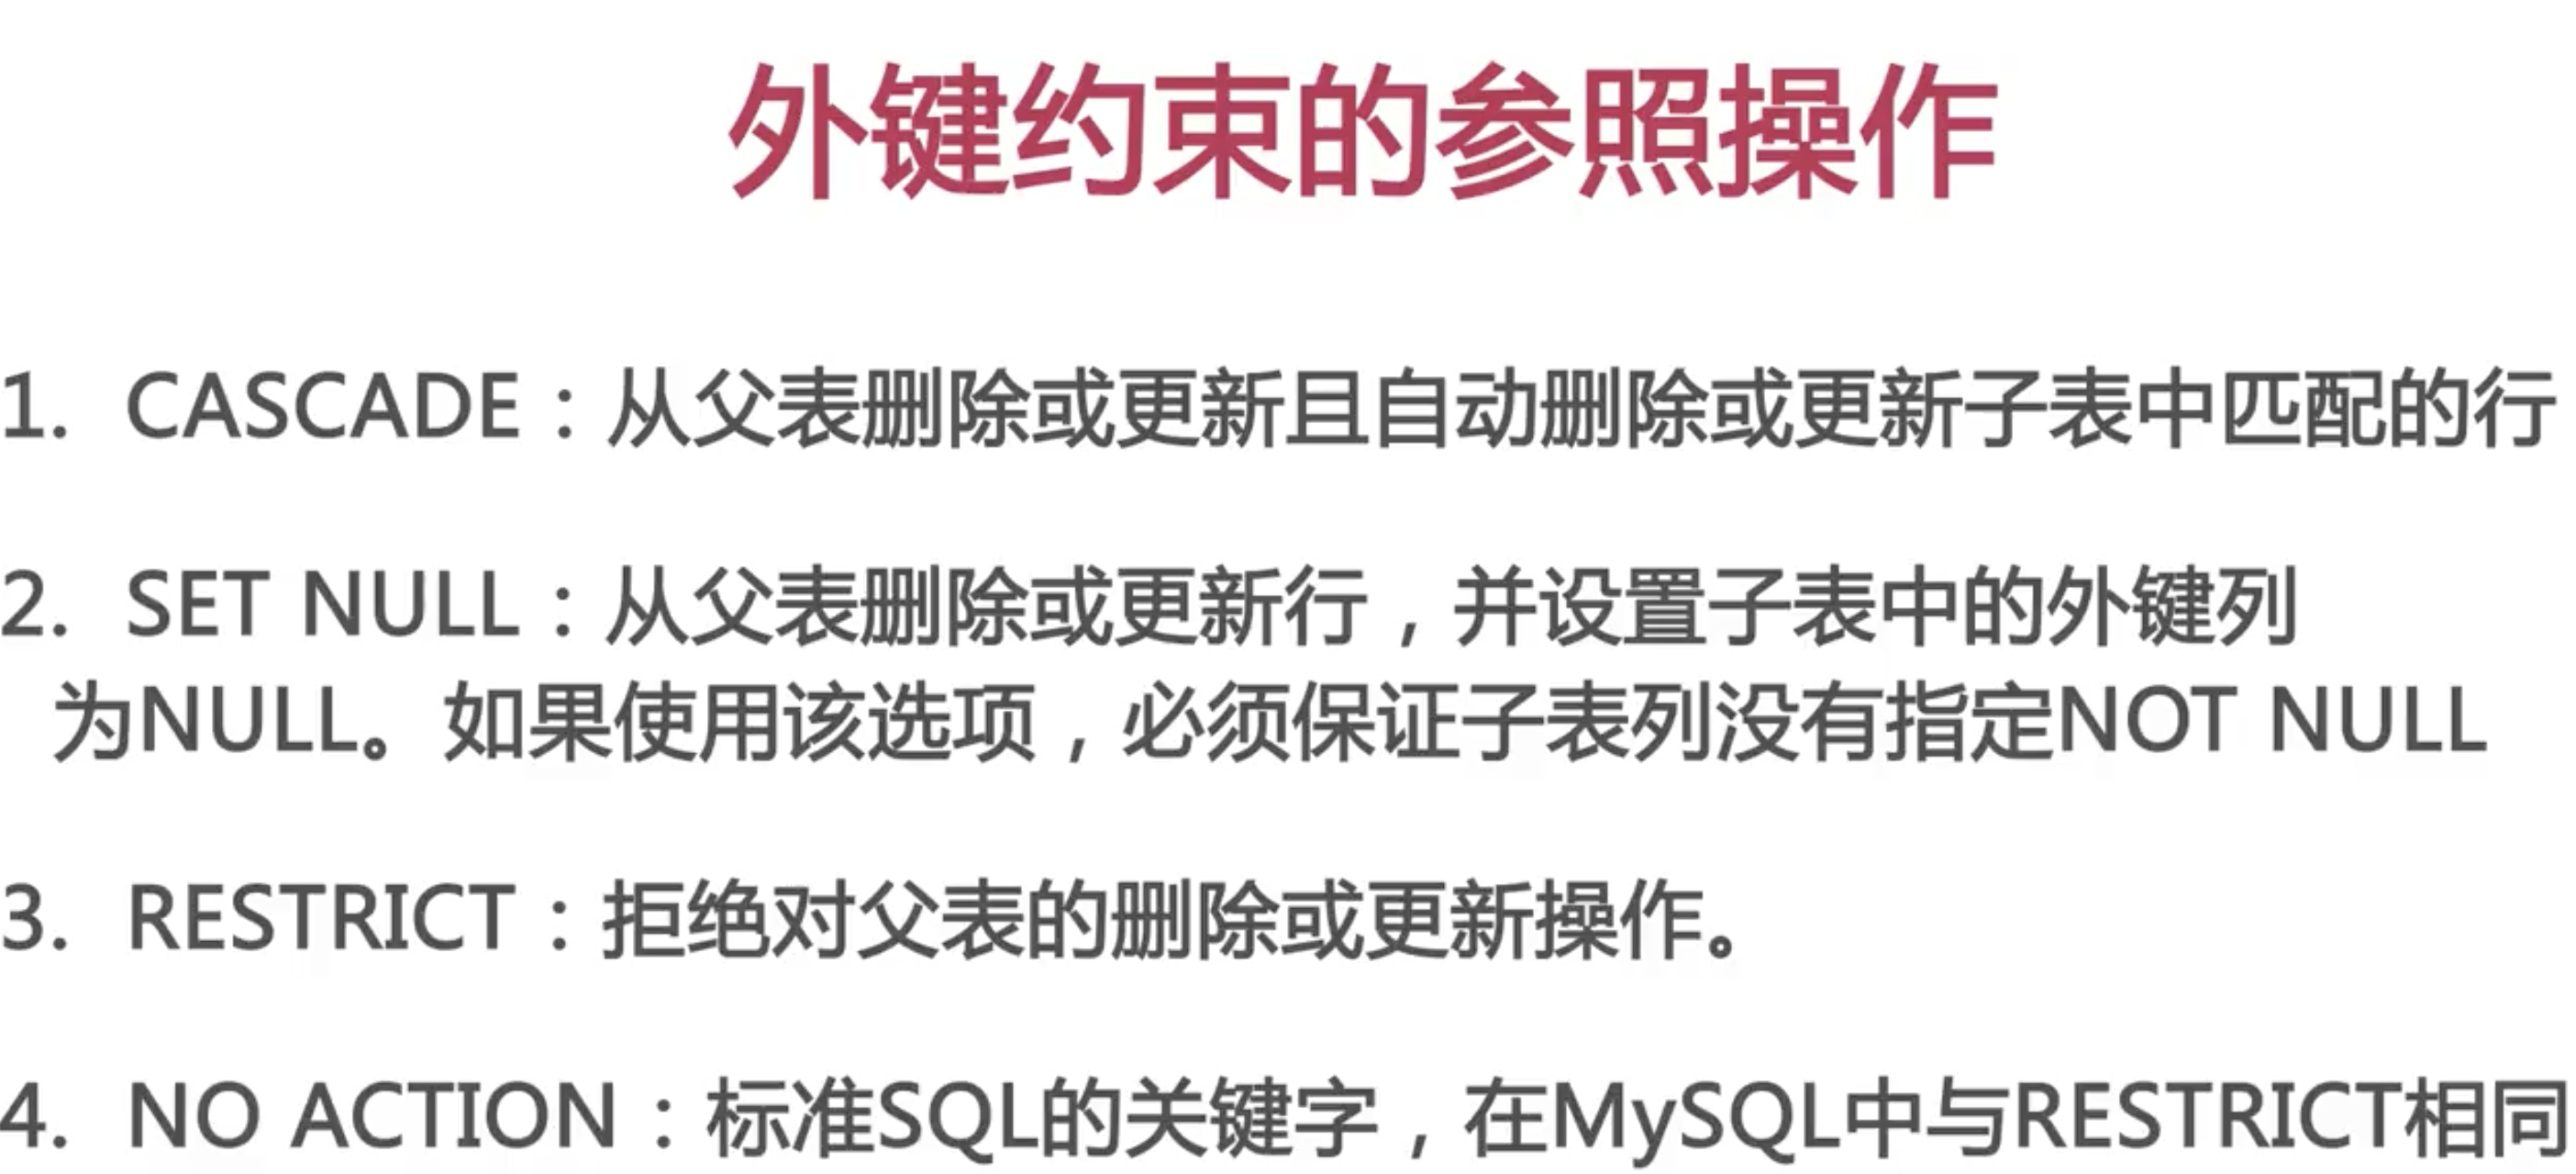 外键约束的参照操作
1. CASCADE：从父表删除或更新且自动删除或更新子表中匹配的行
2. SET NULL：从父表删除或更新行，并设置子表中的外键列
为NULL。如果使用该选项，必须保证子表列没有指定NOT NULL
3. RESTRICT：拒绝对父表的删除或更新操作。
4. NO ACTION：标准SQL的关键字，在MySQL中与RESTRICT相同